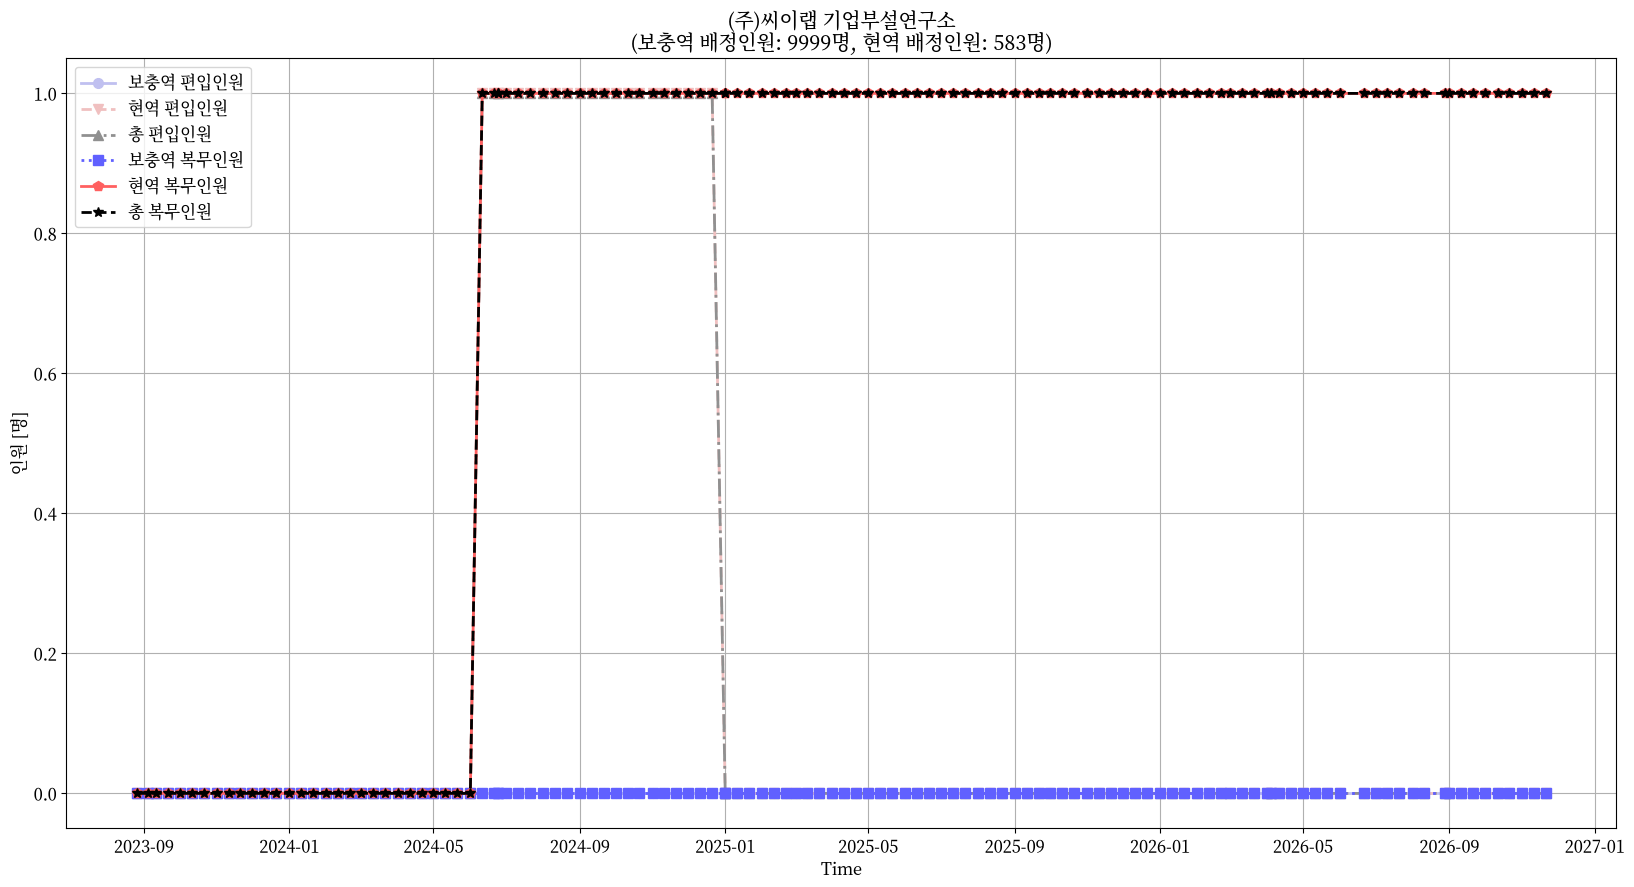 (주)씨이랩 기업부설연구소
(보충역 배정인원: 9999명, 현역 배정인원: 583명)
보충역 편입인원
현역 편입인원
총 편입인원
보충역 복무인원
현역 복무인원
총 복무인원
인원 [명]
1.0
0.8
0.6
0.4
0.2
0.0
2023-09 2024-01 2024-05 2024-09 2025-01 2025-05 2025-09 2026-01 2026-05 2026-09 2027-01
Time